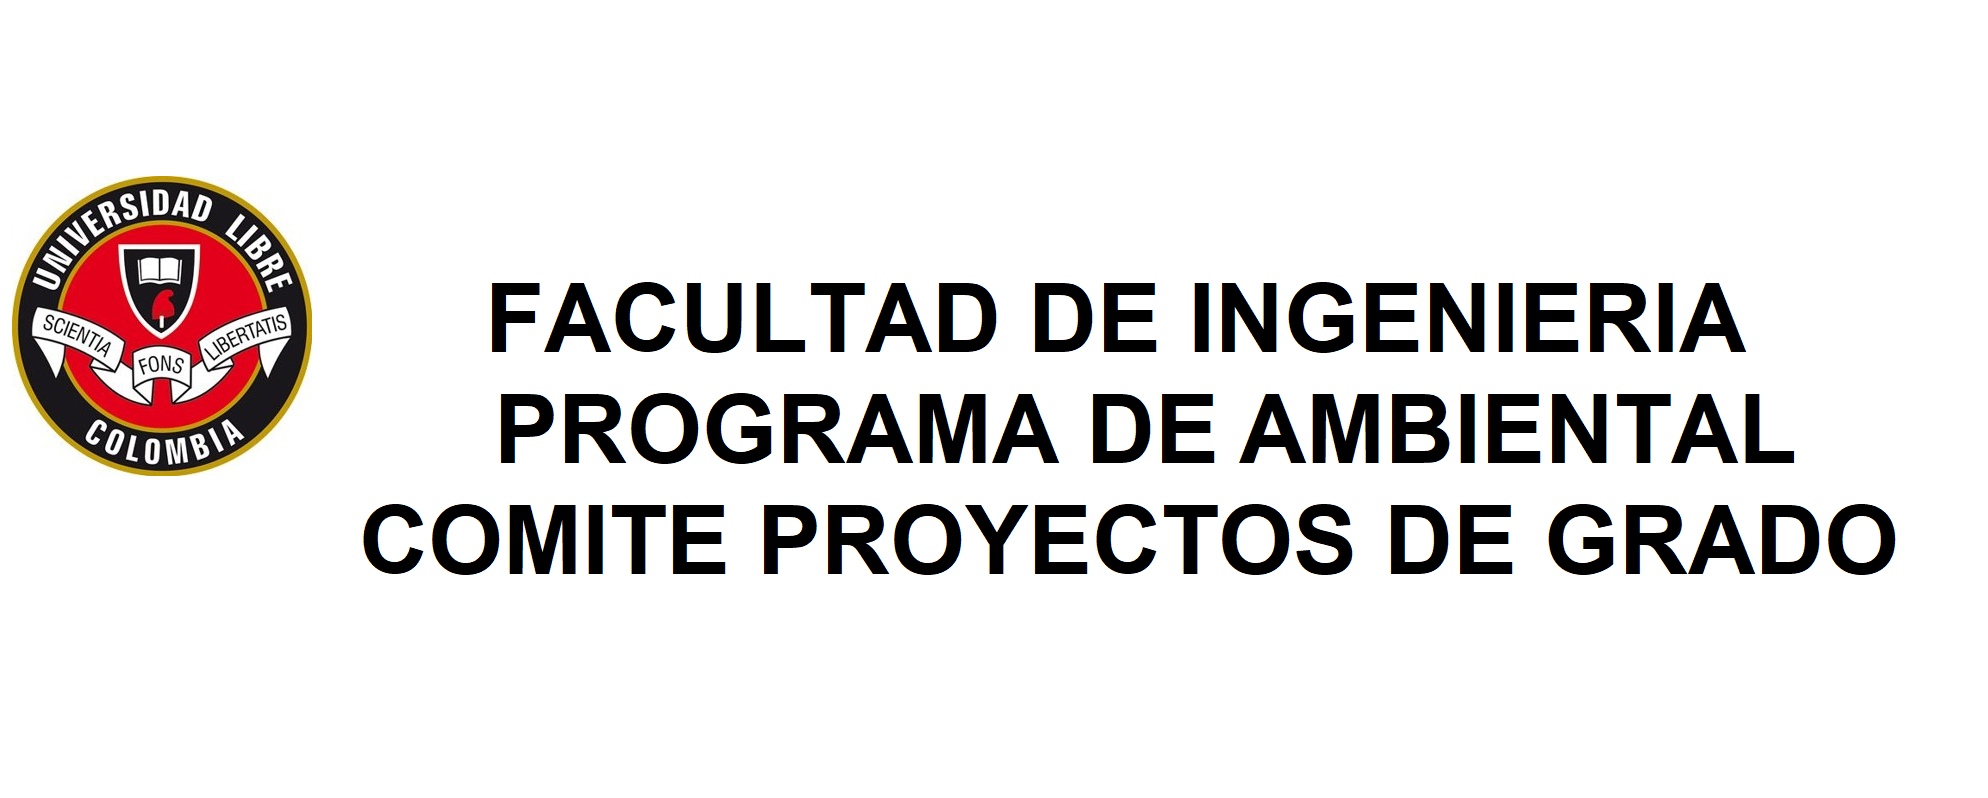 UNIVERSIDAD LIBRE
SCIENTIA FONS LIBERTATIS
COLOMBIA
FACULTAD DE INGENIERIA
PROGRAMA DE AMBIENTAL
COMITE PROYECTOS DE GRADO